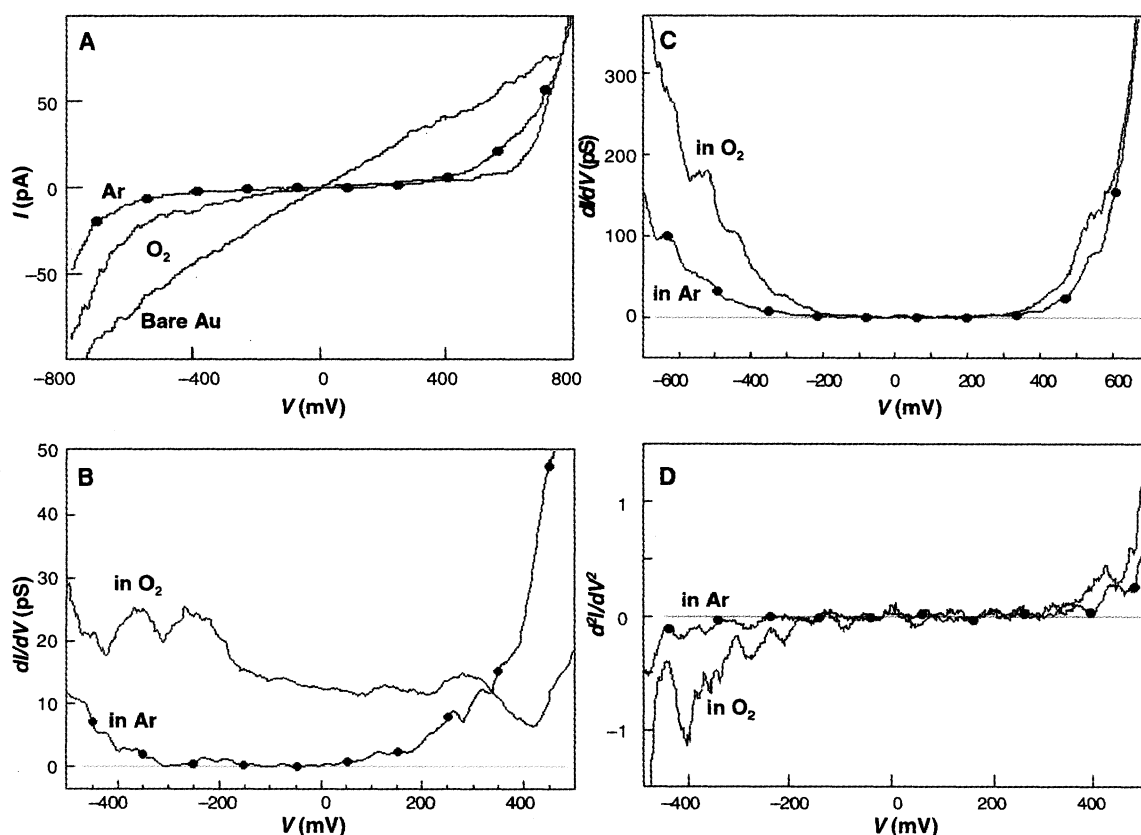 A
I (pA)
50
0
−50
Ar
O2
Bare Au
−800
−400
0
400
800
V (mV)
C
dI/dV (pS)
300
200
100
0
in O2
in Ar
−600
−400
−200
0
200
400
600
V (mV)
B
dI/dV (pS)
50
40
30
20
10
0
in O2
in Ar
−400
−200
0
200
400
V (mV)
D
d2I/dV2
1
0
−1
in Ar
in O2
−400
−200
0
200
400
V (mV)